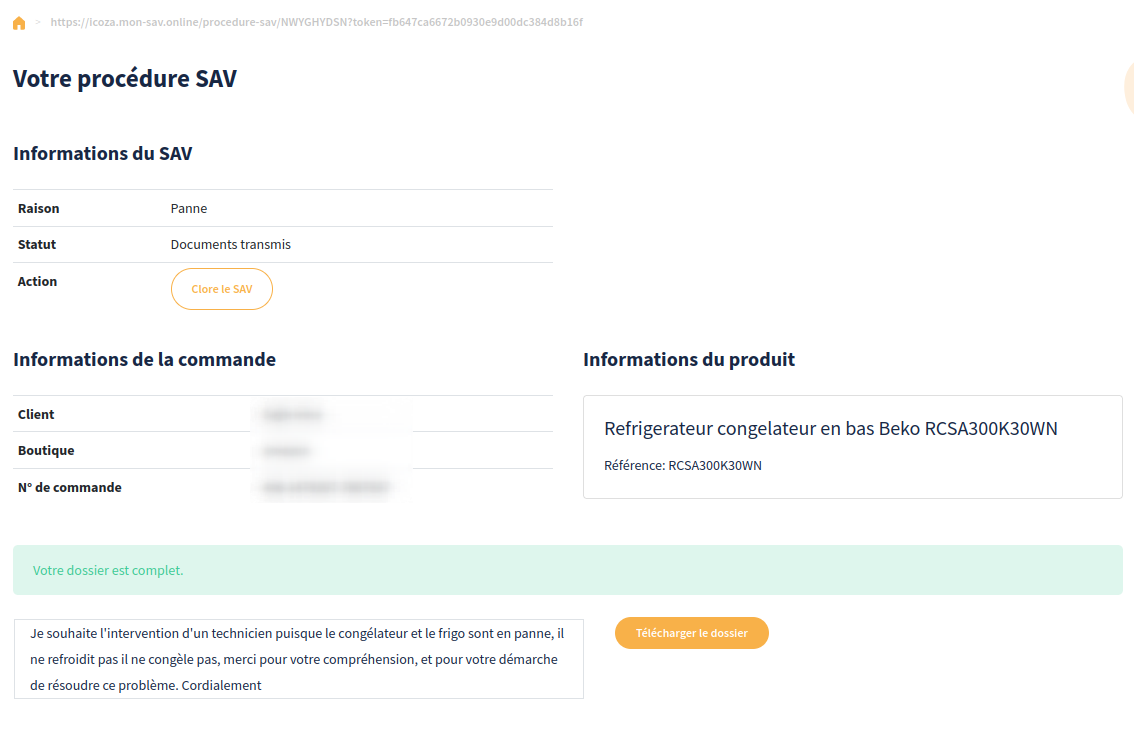 > https://icoza.mon-sav.online/procedure-sav/NWYGHYDSN?token=fb647ca6672b0930e9d00dc384d8b16f
Votre procédure SAV
Informations du SAV
Raison Panne
Statut Documents transmis
Action Clore le SAV
Informations de la commande
Client
Boutique
N° de commande
Informations du produit
Refrigerateur congelateur en bas Beko RCSA300K30WN
Référence: RCSA300K30WN
Votre dossier est complet.
Je souhaite l'intervention d'un technicien puisque le congélateur et le frigo sont en panne, il
ne refroidit pas il ne congèle pas, merci pour votre compréhension, et pour votre démarche
de résoudre ce problème. Cordialement
Télécharger le dossier